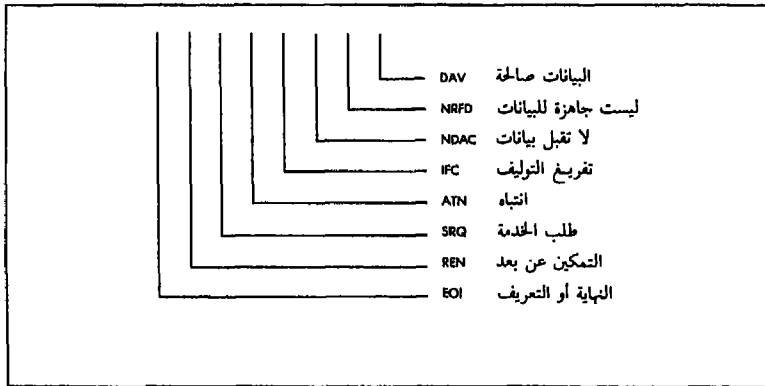 DAV البيانات صالحة
NRFD ليست جاهزة للبيانات
NDAC لا تقبل بيانات
IFC تفريغ التوليف
ATN انتباه
SRQ طلب الخدمة
REN التمكين عن بعد
EOI النهاية أو التعريف